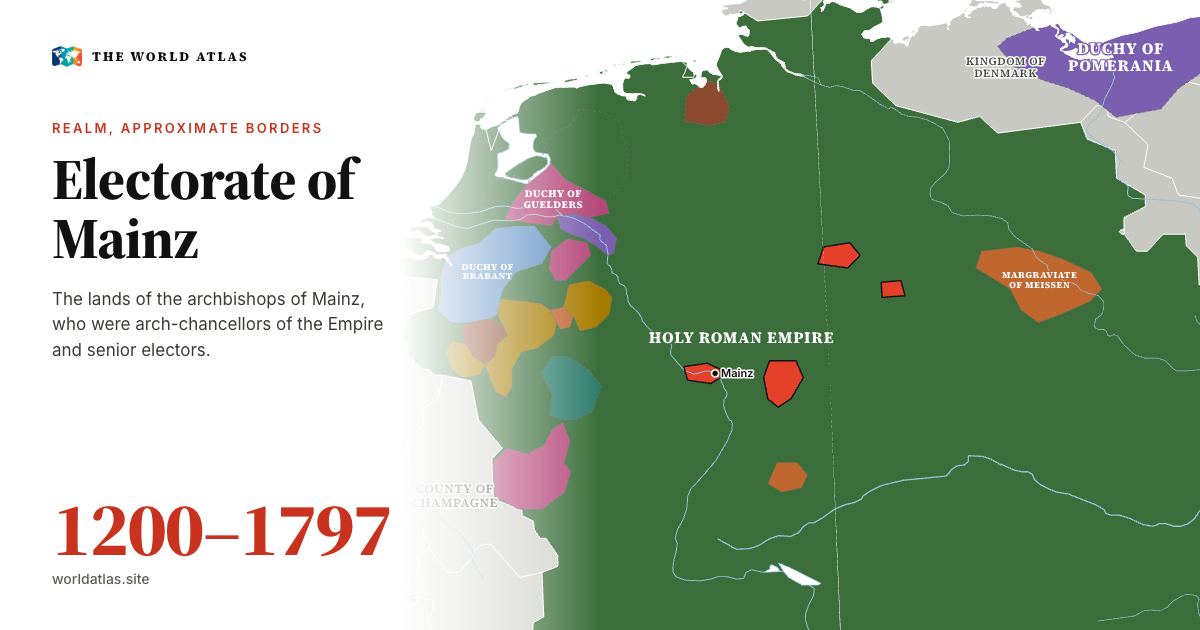 THE WORLD ATLAS
REALM, APPROXIMATE BORDERS
Electorate of
Mainz
The lands of the archbishops of Mainz,
who were arch-chancellors of the Empire
and senior electors.
1200–1797
worldatlas.site
KINGDOM OF
DENMARK
DUCHY OF
POMERANIA
DUCHY OF
GUELDERS
DUCHY OF
BRABANT
MARGRAVIATE
OF MEISSEN
HOLY ROMAN EMPIRE
Mainz
COUNTY OF
CHAMPAGNE